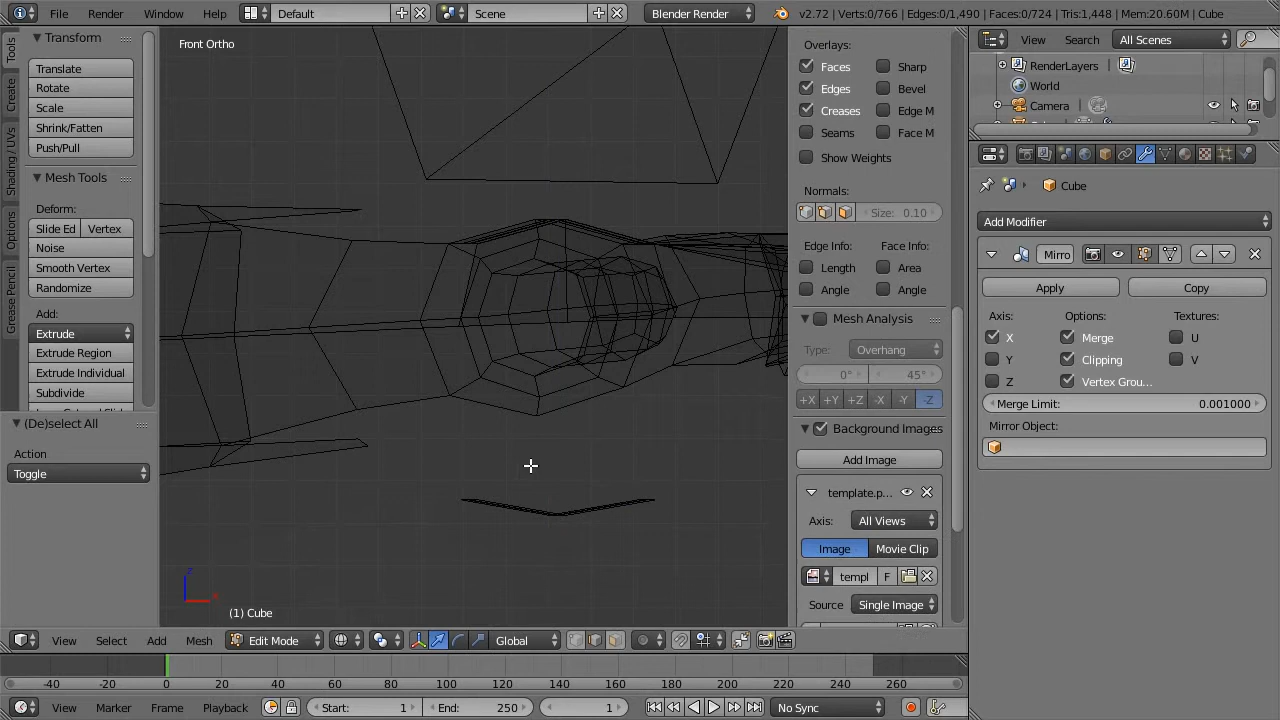 File Render Window Help Default Scene Blender Render v2.72 | Verts:0/766 | Edges:0/1,490 | Faces:0/724 | Tris:1,448 | Mem:20.60M | Cube
Tools
Create
Shading / UVs
Options
Grease Pencil
Transform
Translate
Rotate
Scale
Shrink/Fatten
Push/Pull
Mesh Tools
Deform:
Slide Ed Vertex
Noise
Smooth Vertex
Randomize
Add:
Extrude
Extrude Region
Extrude Individual
Subdivide
(De)select All
Action
Toggle
Front Ortho
z
x
(1) Cube
Overlays:
Faces Sharp
Edges Bevel
Creases Edge M
Seams Face M
Show Weights
Normals:
Size: 0.10
Edge Info: Face Info:
Length Area
Angle Angle
Mesh Analysis
Type: Overhang
0° 45°
+X +Y +Z -X -Y -Z
Background Images
Add Image
template.p...
Axis: All Views
Image Movie Clip
templ F
Source Single Image
View Search All Scenes
RenderLayers
World
Camera
Cube
Add Modifier
Mirro
Apply Copy
Axis: Options: Textures:
X Merge U
Y Clipping V
Z Vertex Grou...
Merge Limit: 0.001000
Mirror Object:
View Select Add Mesh Edit Mode Global
-40 -20 0 20 40 60 80 100 120 140 160 180 200 220 240 260
View Marker Frame Playback Start: 1 End: 250 1 No Sync